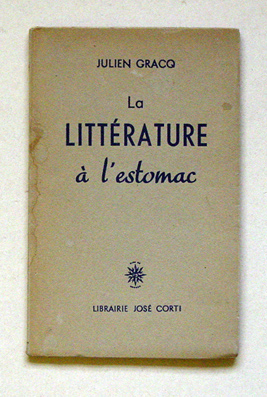 JULIEN GRACQ
La
LITTÉRATURE
à l'estomac
LIBRAIRIE JOSÉ CORTI